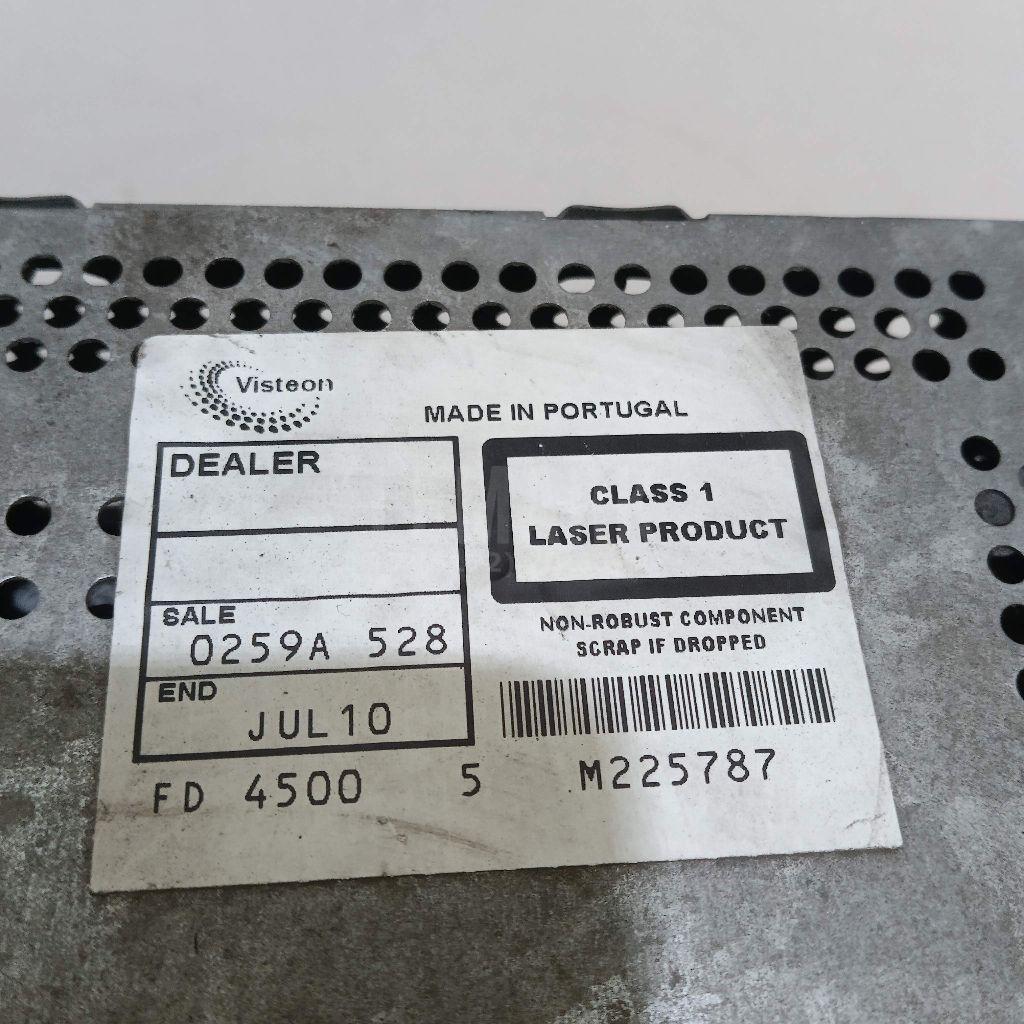 Visteon
MADE IN PORTUGAL
DEALER
CLASS 1
LASER PRODUCT
SALE
0259A 528
NON-ROBUST COMPONENT
SCRAP IF DROPPED
END
JUL10
FD 4500 5 M225787